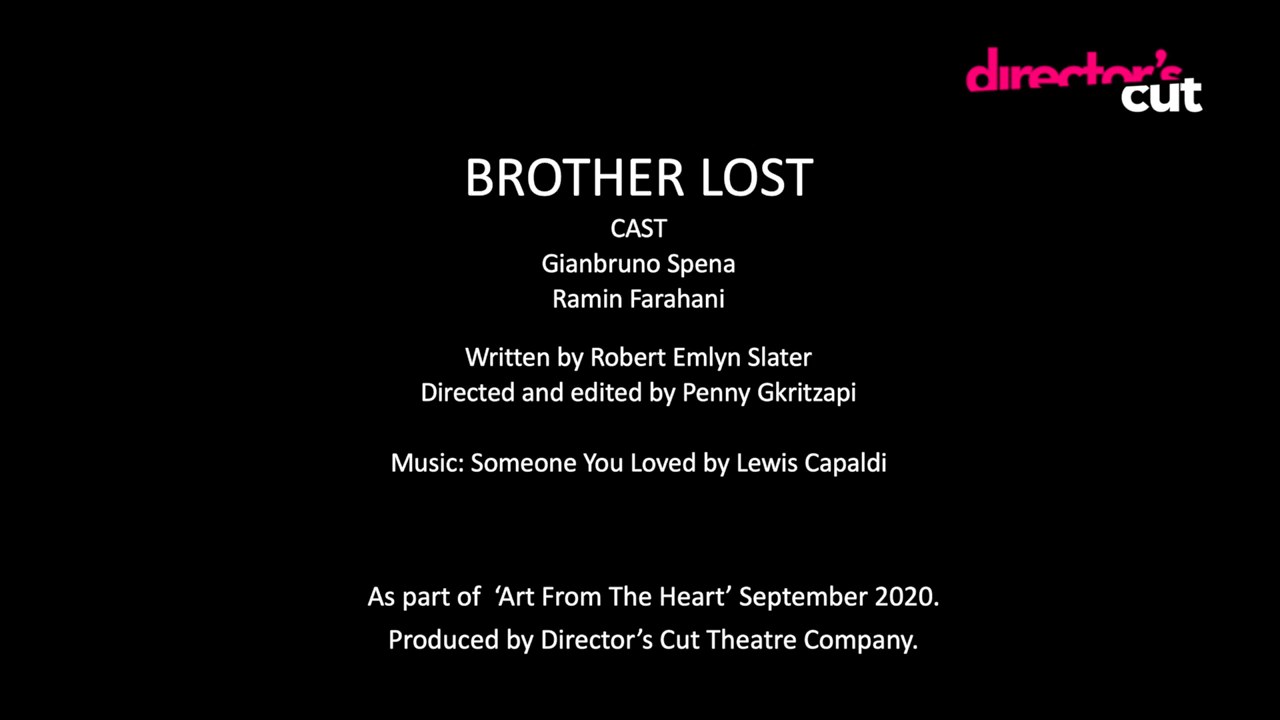 director's
cut
BROTHER LOST
CAST
Gianbruno Spena
Ramin Farahani
Written by Robert Emlyn Slater
Directed and edited by Penny Gkritzapi
Music: Someone You Loved by Lewis Capaldi
As part of ‘Art From The Heart’ September 2020.
Produced by Director’s Cut Theatre Company.